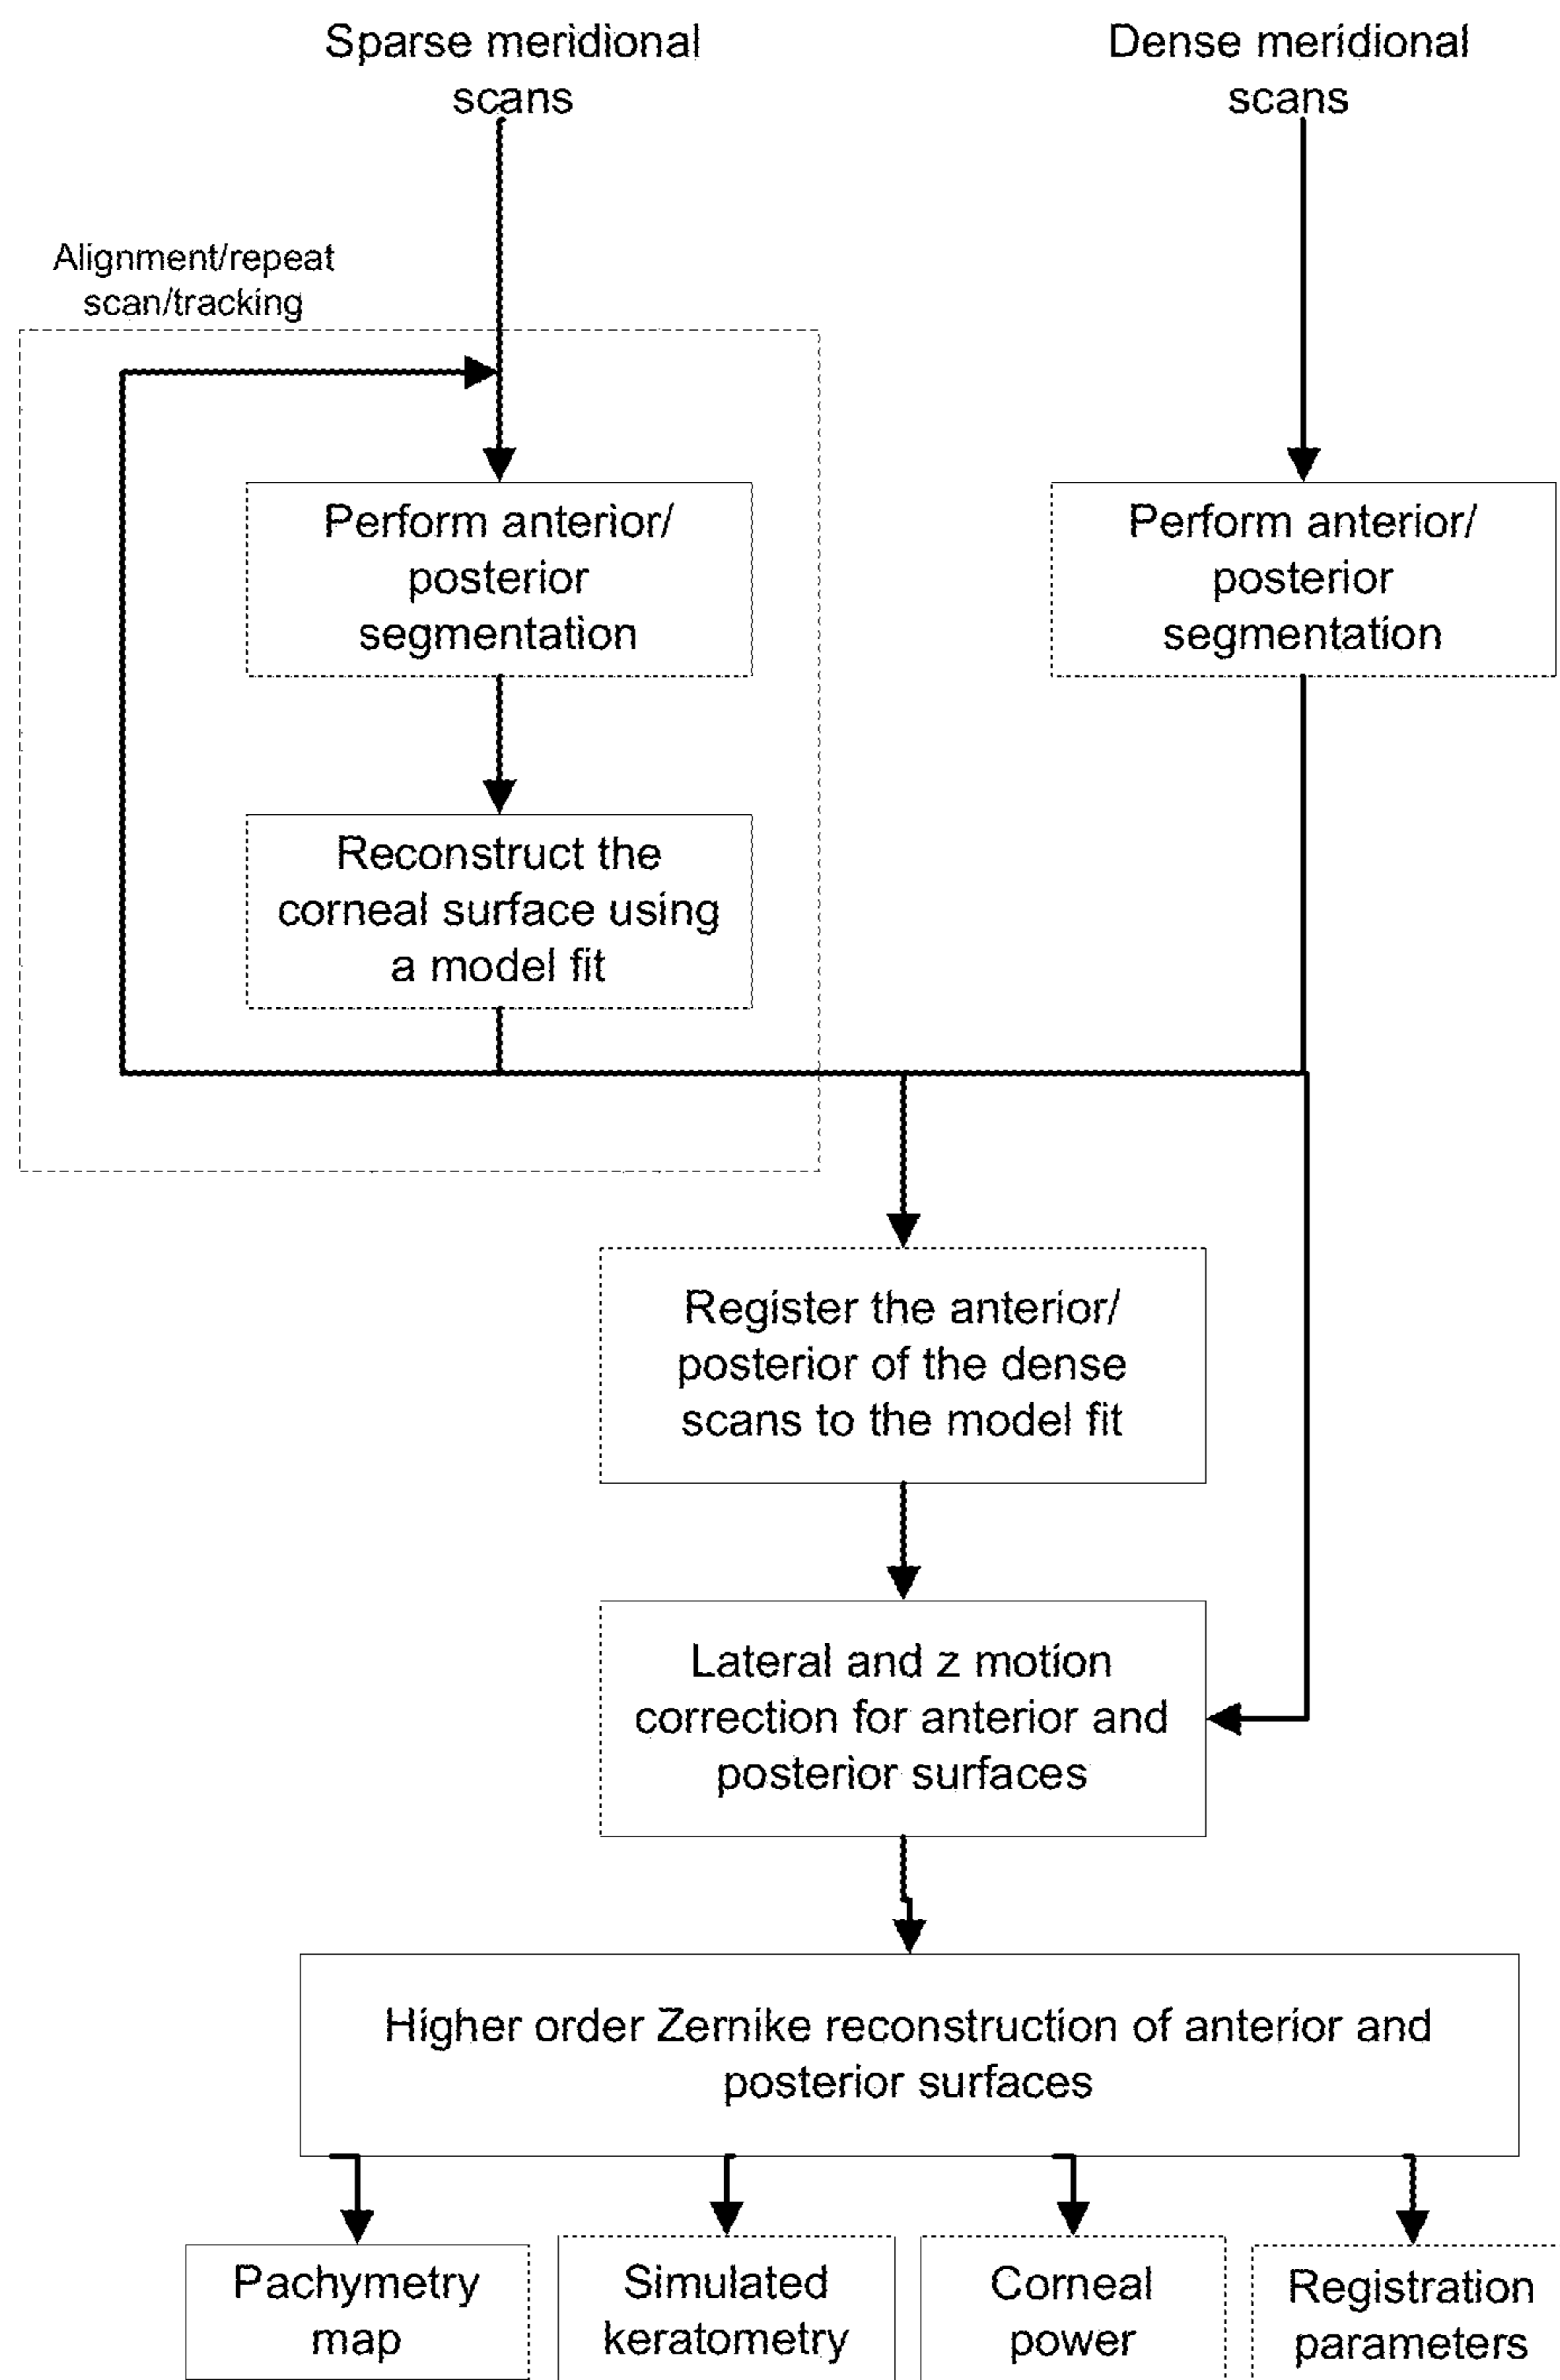 Sparse meridional
scans
Dense meridional
scans
Alignment/repeat
scan/tracking
Perform anterior/
posterior
segmentation
Perform anterior/
posterior
segmentation
Reconstruct the
corneal surface using
a model fit
Register the anterior/
posterior of the dense
scans to the model fit
Lateral and z motion
correction for anterior and
posterior surfaces
Higher order Zernike reconstruction of anterior and
posterior surfaces
Pachymetry
map
Simulated
keratometry
Corneal
power
Registration
parameters